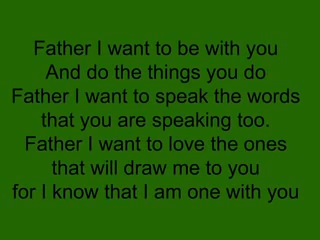 Father I want to be with you
And do the things you do
Father I want to speak the words
that you are speaking too.
Father I want to love the ones
that will draw me to you
for I know that I am one with you